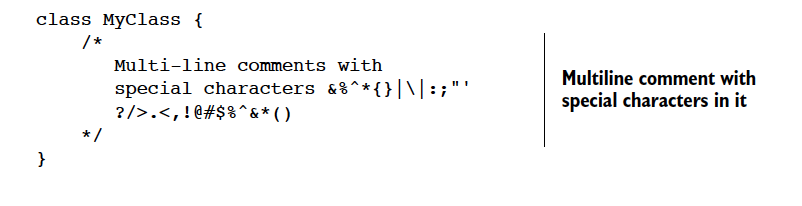 class MyClass {
/*
Multi-line comments with
special characters &%^*{}|\|:;"'
?/>.<,!@#$%^&*()
*/
}
Multiline comment with
special characters in it